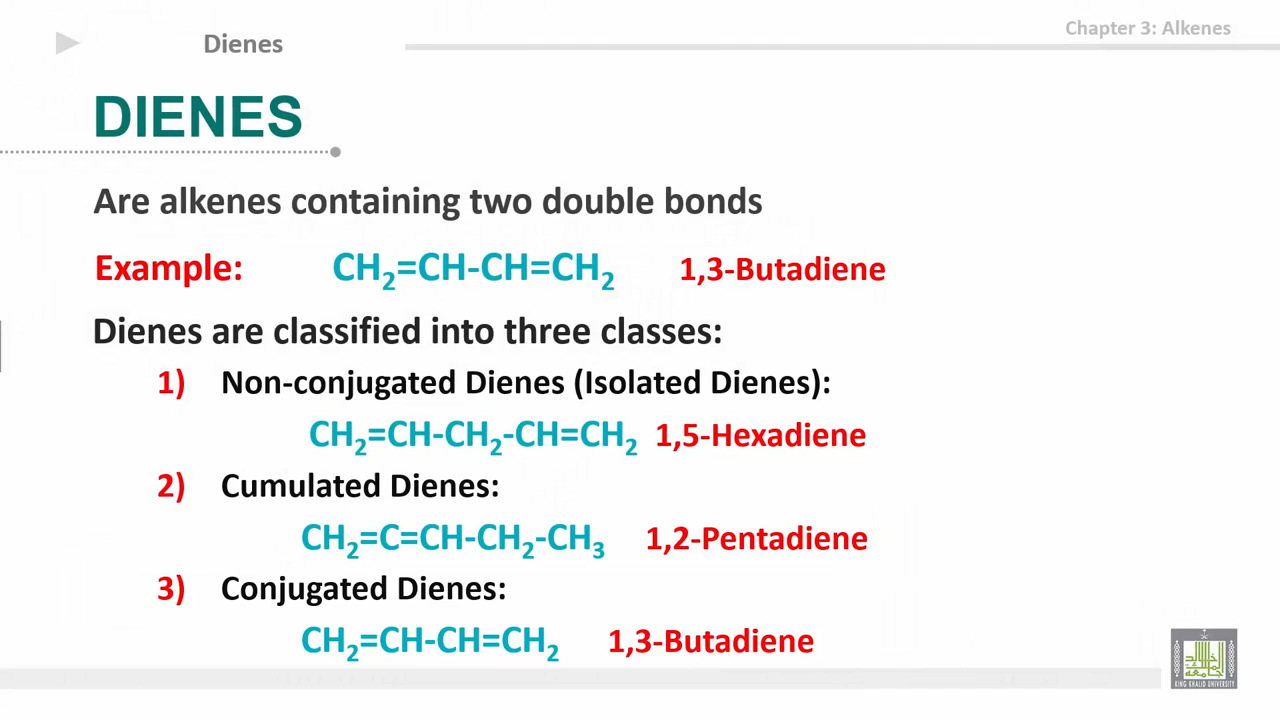 Dienes
Chapter 3: Alkenes
DIENES
Are alkenes containing two double bonds
Example: CH₂=CH-CH=CH₂ 1,3-Butadiene
Dienes are classified into three classes:
1) Non-conjugated Dienes (Isolated Dienes):
CH₂=CH-CH₂-CH=CH₂ 1,5-Hexadiene
2) Cumulated Dienes:
CH₂=C=CH-CH₂-CH₃ 1,2-Pentadiene
3) Conjugated Dienes:
CH₂=CH-CH=CH₂ 1,3-Butadiene
KING KHALID UNIVERSITY